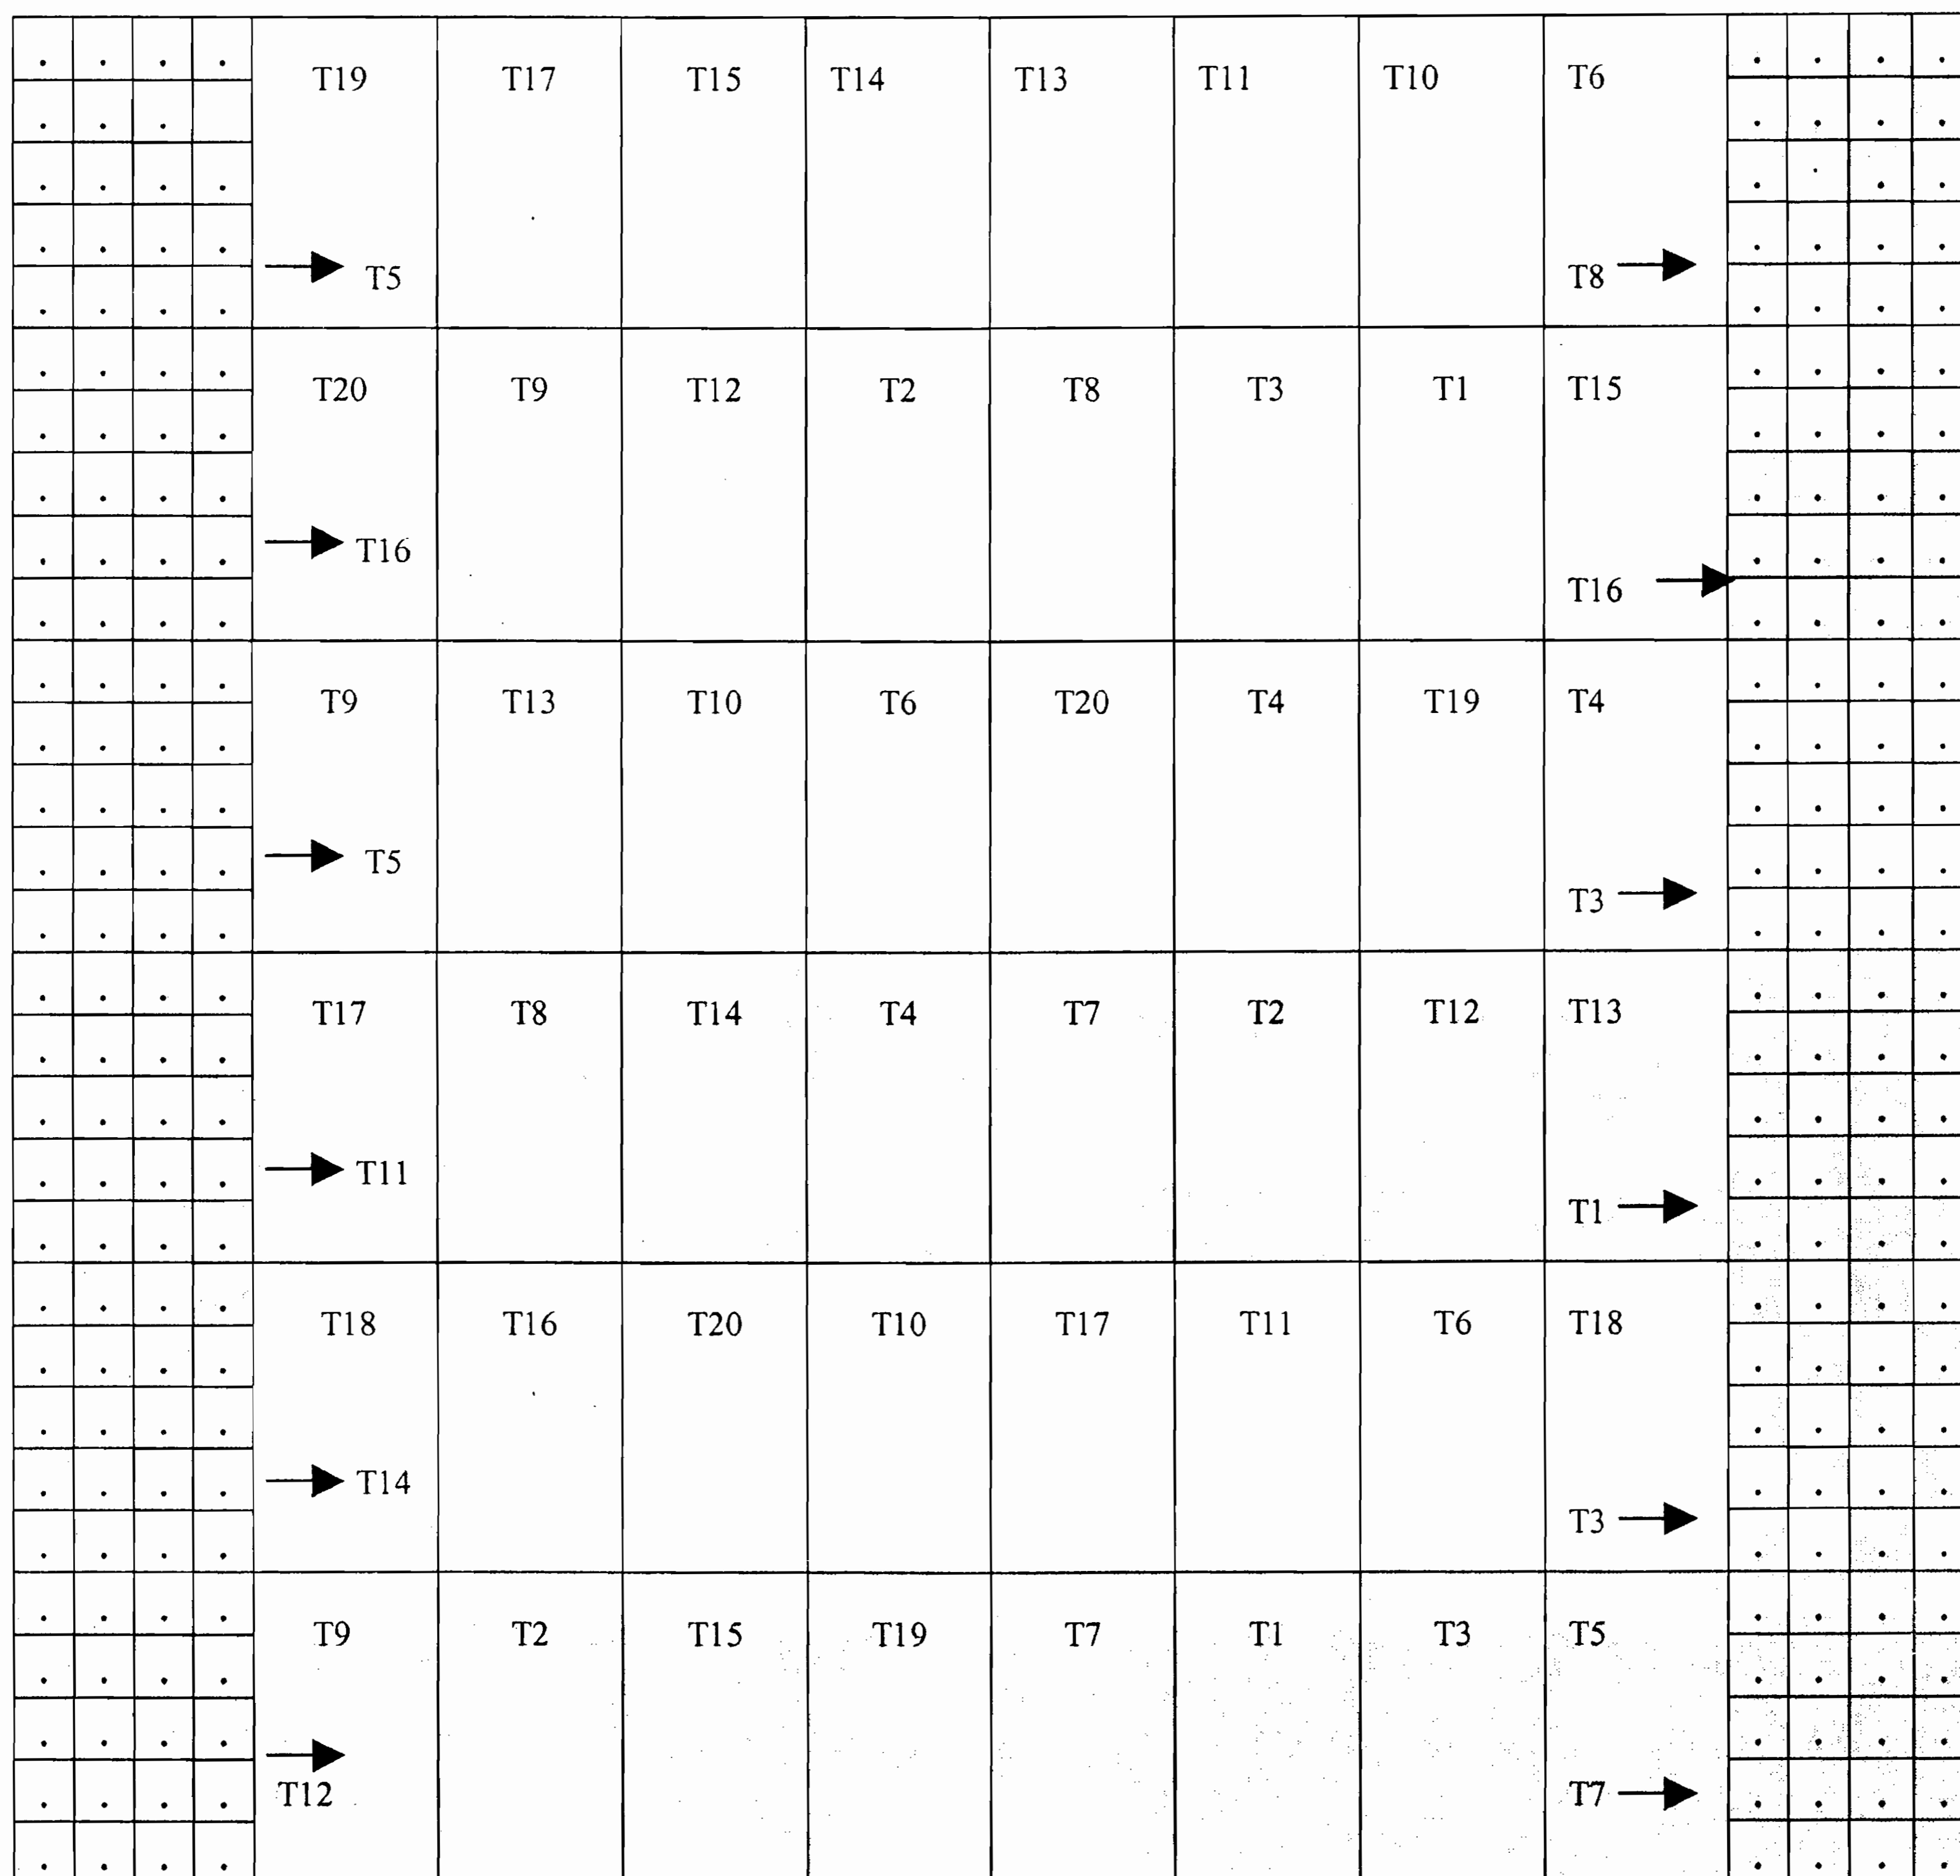 T19 T17 T15 T14 T13 T11 T10 T6
T5 T8
T20 T9 T12 T2 T8 T3 T1 T15
T16 T16
T9 T13 T10 T6 T20 T4 T19 T4
T5 T3
T17 T8 T14 T4 T7 T2 T12 T13
T11 T1
T18 T16 T20 T10 T17 T11 T6 T18
T14 T3
T9 T2 T15 T19 T7 T1 T3 T5
T12 T7